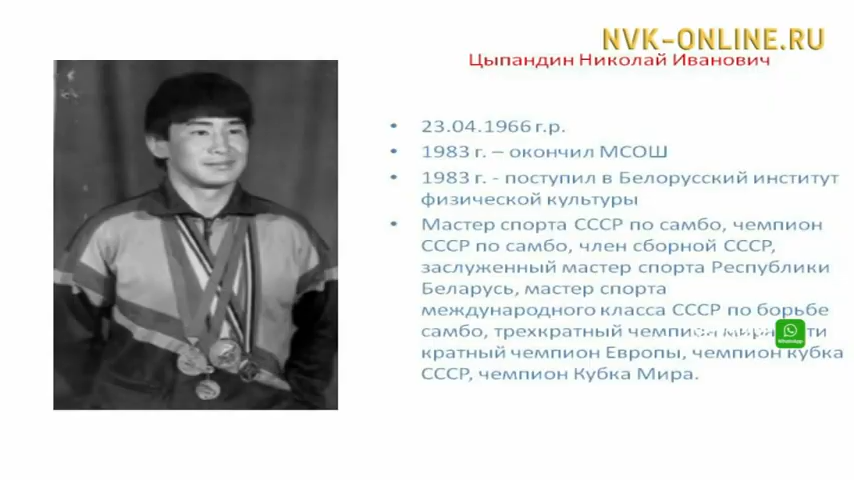 NVK-ONLINE.RU
Цыпандин Николай Иванович
• 23.04.1966 г.р.
• 1983 г. – окончил МСОШ
• 1983 г. - поступил в Белорусский институт
физической культуры
• Мастер спорта СССР по самбо, чемпион
СССР по самбо, член сборной СССР,
заслуженный мастер спорта Республики
Беларусь, мастер спорта
международного класса СССР по борьбе
самбо, трехкратный
кратный чемпион Европы, чемпион кубка
СССР, чемпион Кубка Мира.
WhatsApp